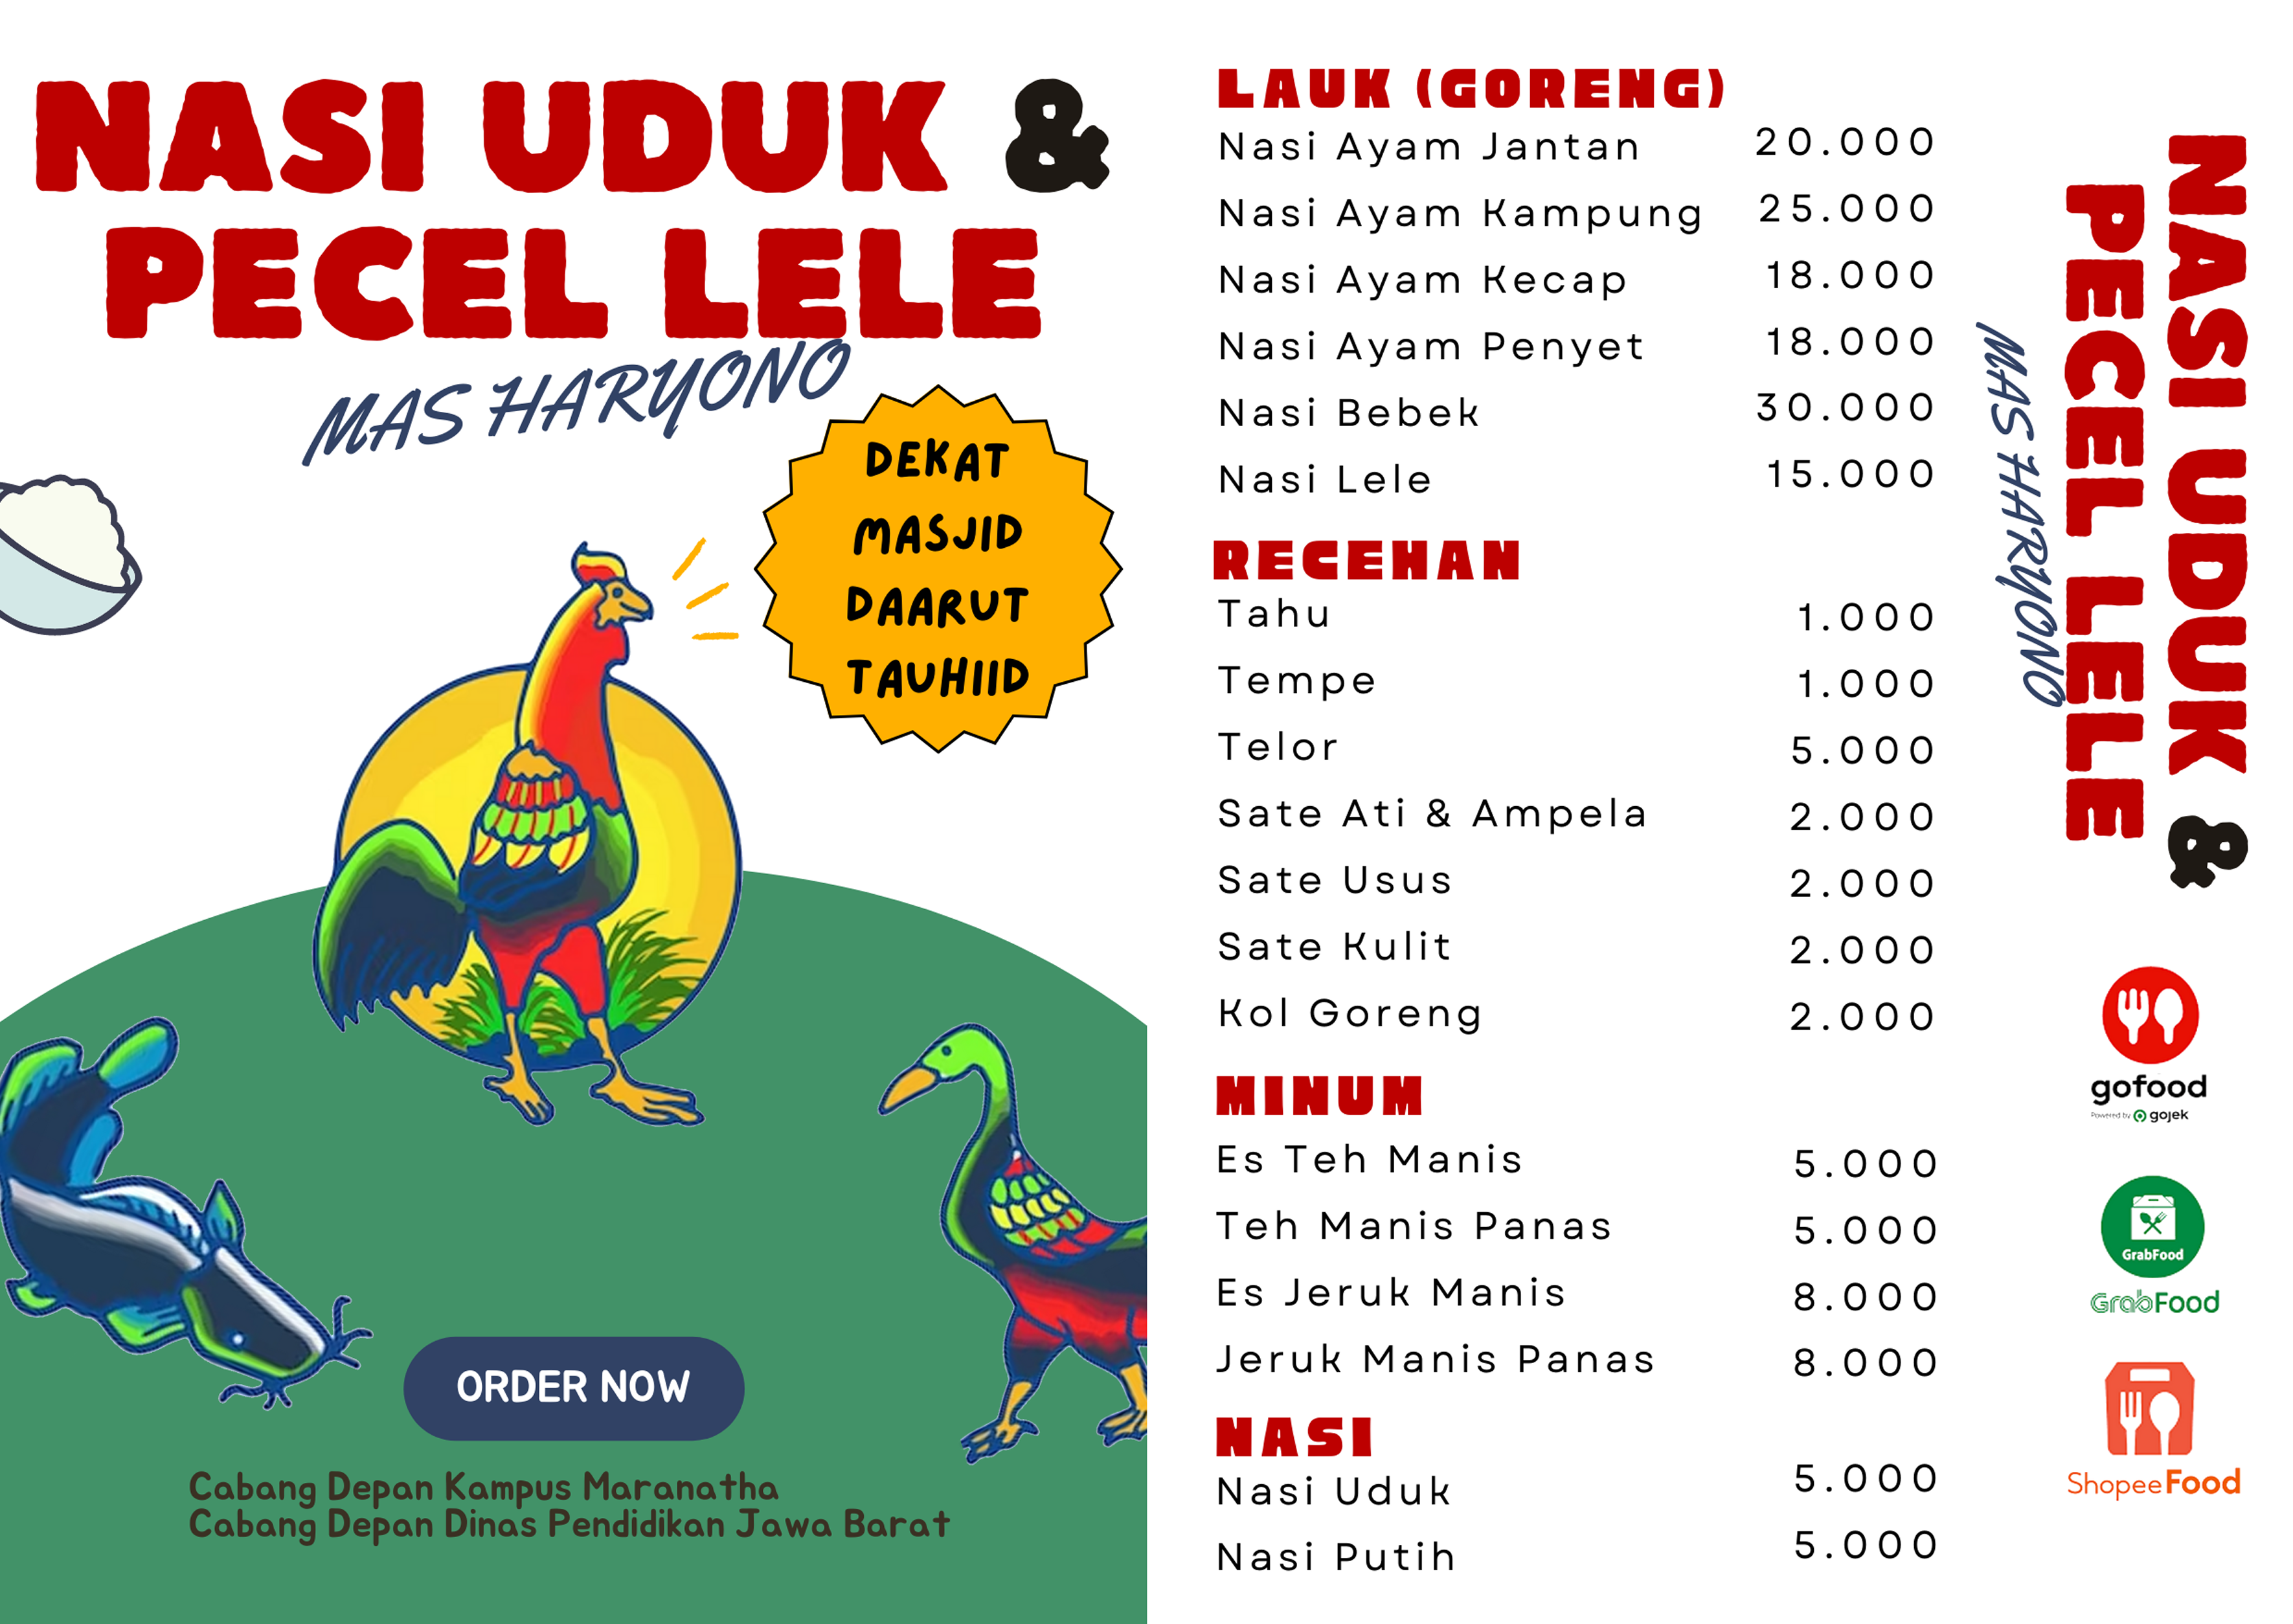 NASI UDUK &
PECEL LELE
MAS HARYONO
DEKAT
MASJID
DAARUT
TAUHIID
ORDER NOW
Cabang Depan Kampus Maranatha
Cabang Depan Dinas Pendidikan Jawa Barat
LAUK (GORENG)
Nasi Ayam Jantan 20.000
Nasi Ayam Kampung 25.000
Nasi Ayam Kecap 18.000
Nasi Ayam Penyet 18.000
Nasi Bebek 30.000
Nasi Lele 15.000
RECEHAN
Tahu 1.000
Tempe 1.000
Telor 5.000
Sate Ati & Ampela 2.000
Sate Usus 2.000
Sate Kulit 2.000
Kol Goreng 2.000
MINUM
Es Teh Manis 5.000
Teh Manis Panas 5.000
Es Jeruk Manis 8.000
Jeruk Manis Panas 8.000
NASI
Nasi Uduk 5.000
Nasi Putih 5.000
NASI UDUK &
PECEL LELE
MAS HARYONO
gofood
Powered by gojek
GrabFood
GrabFood
ShopeeFood